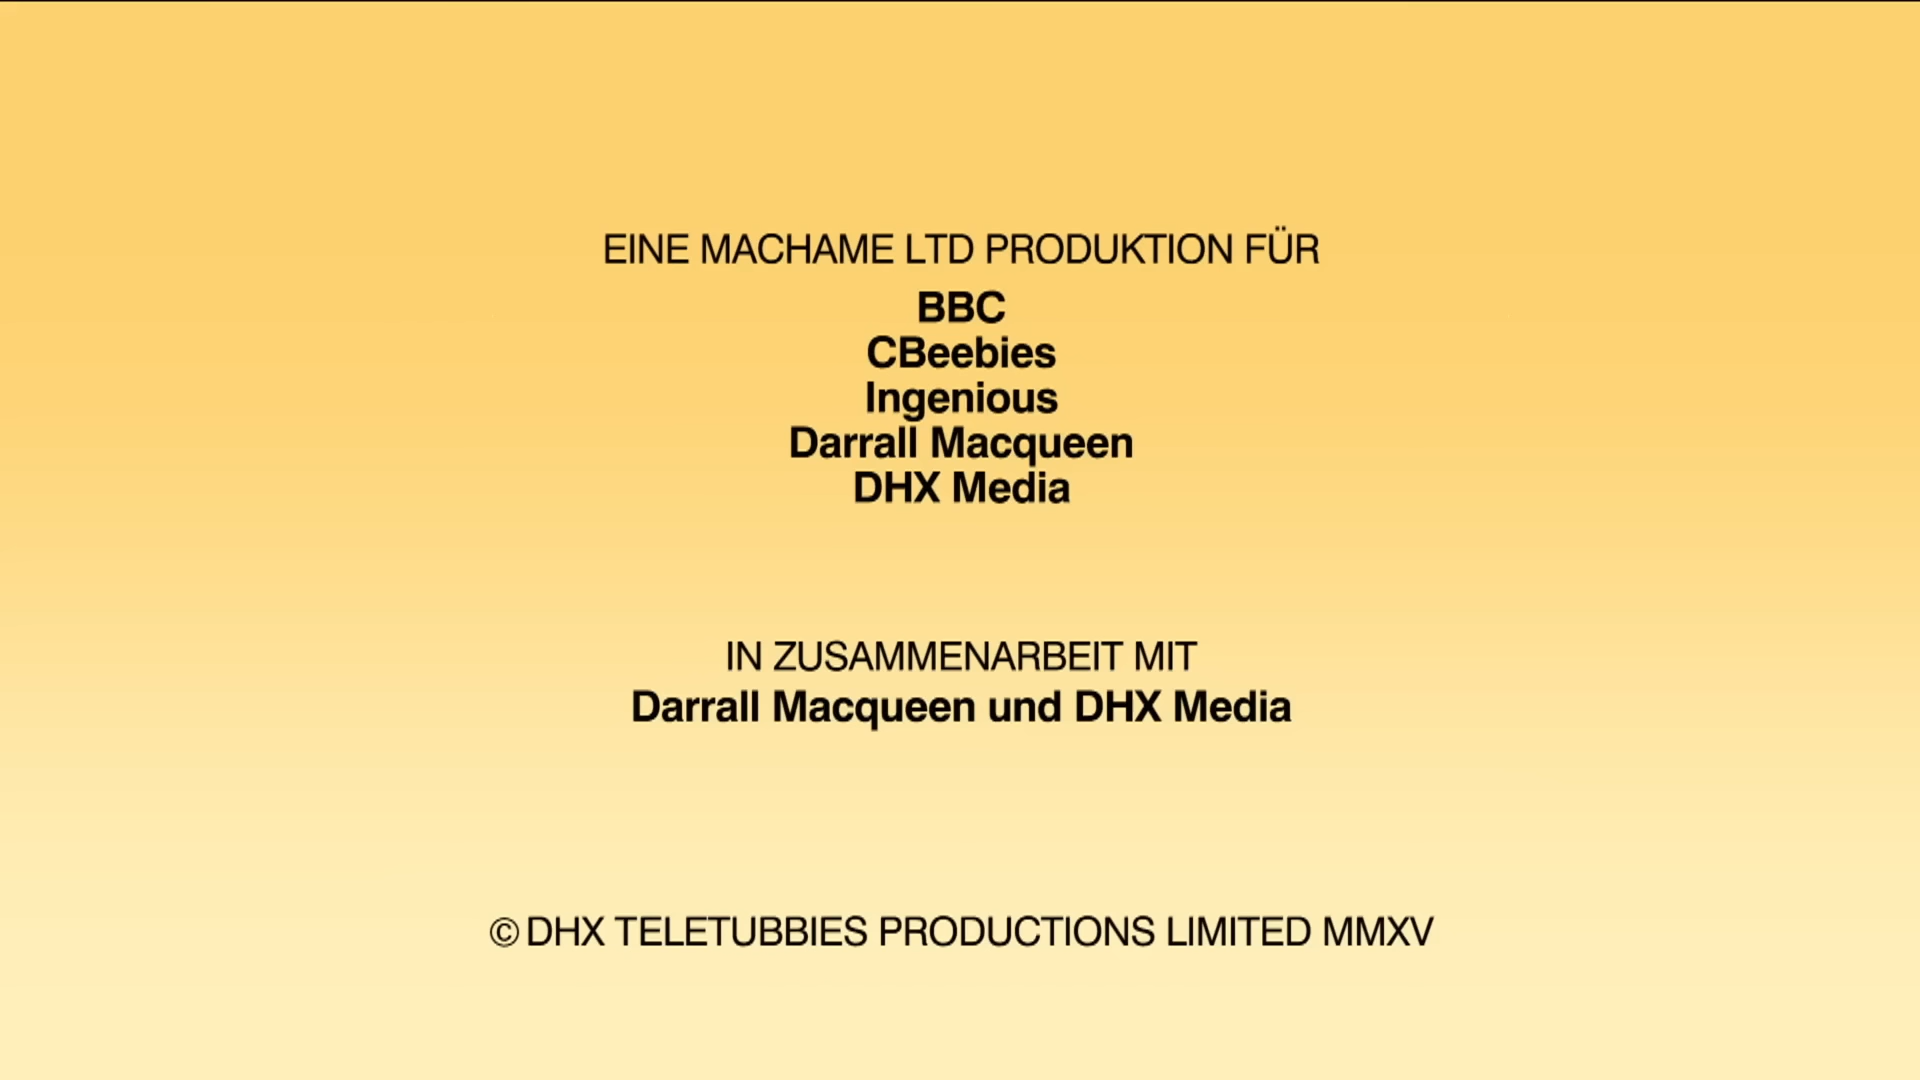 EINE MACHAME LTD PRODUKTION FÜR
BBC
CBeebies
Ingenious
Darrall Macqueen
DHX Media
IN ZUSAMMENARBEIT MIT
Darrall Macqueen und DHX Media
© DHX TELETUBBIES PRODUCTIONS LIMITED MMXV